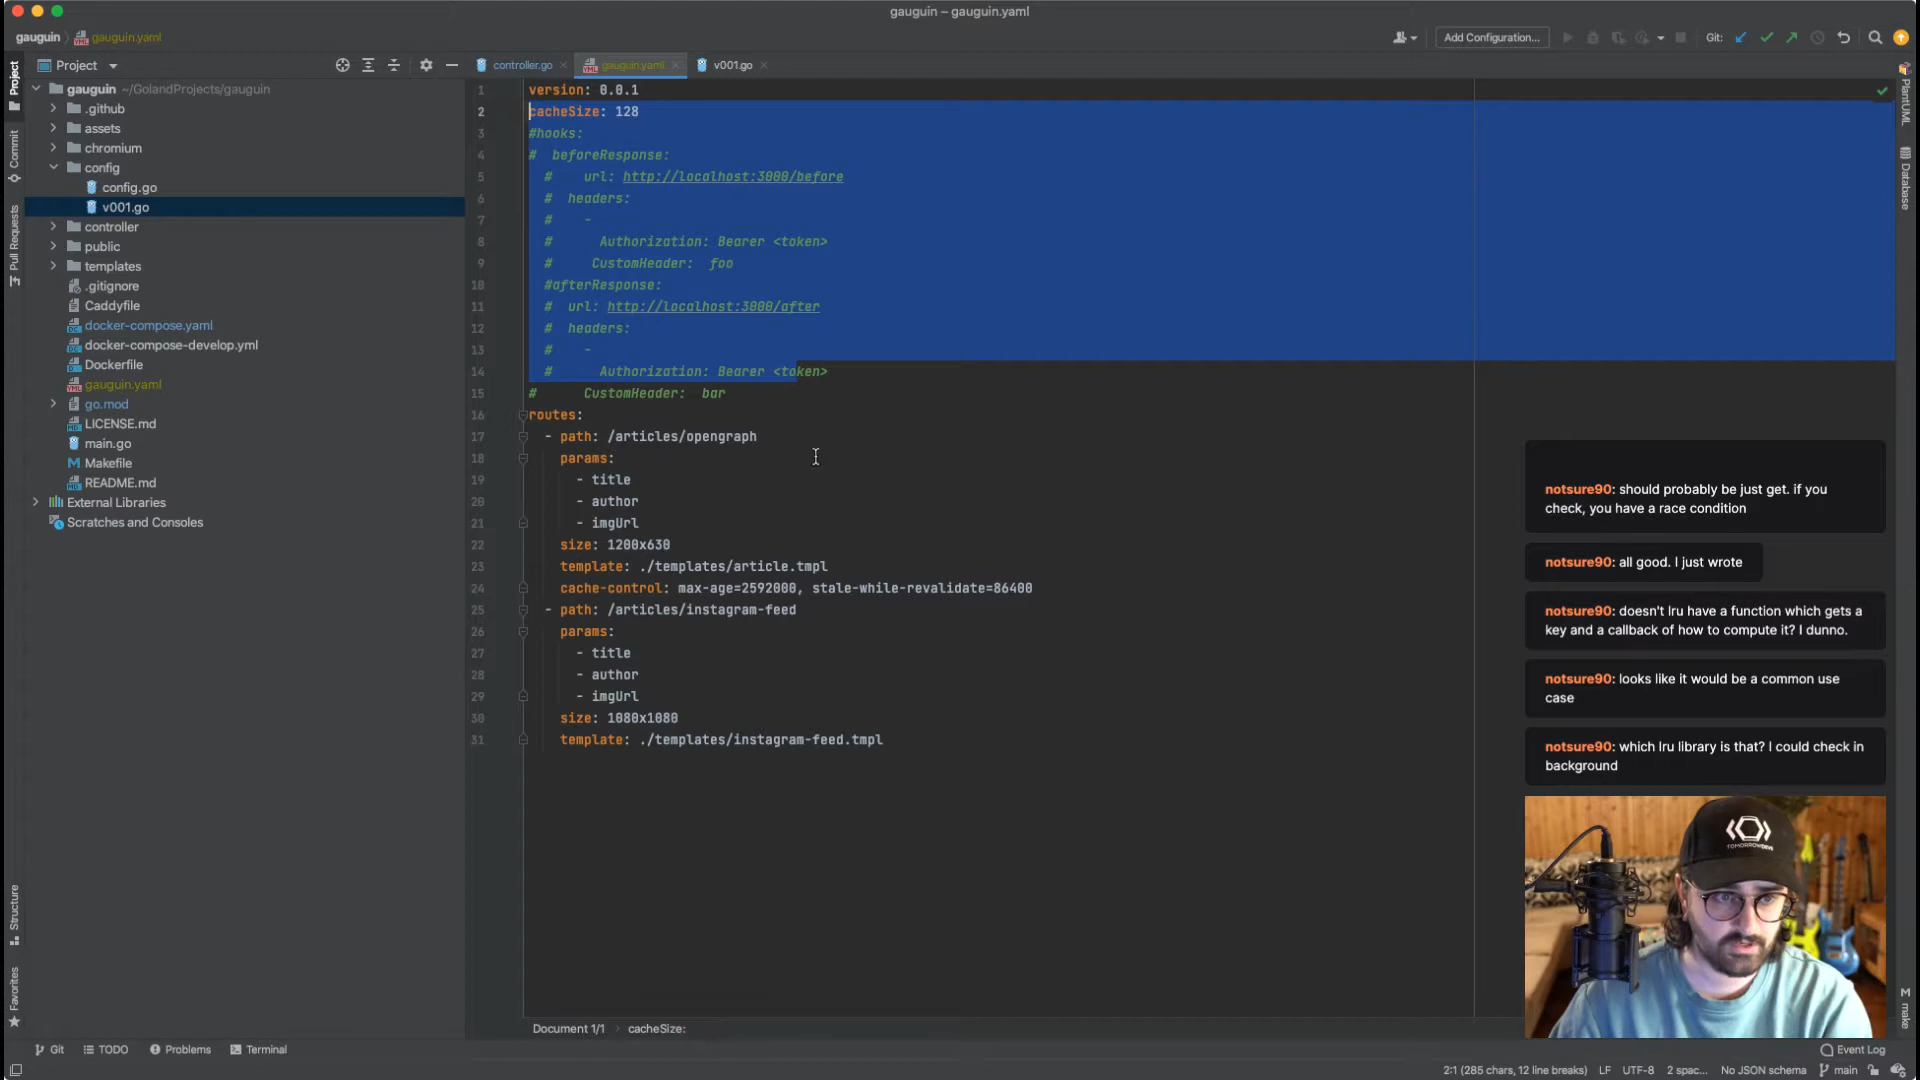 gauguin – gauguin.yaml
gauguin
gauguin.yaml
Add Configuration...
Git:
Project
controller.go
gauguin.yaml
v001.go
gauguin ~/GolandProjects/gauguin
.github
assets
chromium
config
config.go
v001.go
controller
public
templates
.gitignore
Caddyfile
docker-compose.yaml
docker-compose-develop.yml
Dockerfile
gauguin.yaml
go.mod
LICENSE.md
main.go
Makefile
README.md
External Libraries
Scratches and Consoles
Project
Commit
Pull Requests
Structure
Favorites
1 version: 0.0.1
2 cacheSize: 128
3 #hooks:
4 #  beforeResponse:
5 #    url: http://localhost:3000/before
6 #  headers:
7 #    -
8 #      Authorization: Bearer <token>
9 #     CustomHeader:  foo
10 #afterResponse:
11 #  url: http://localhost:3000/after
12 #  headers:
13 #    -
14 #      Authorization: Bearer <token>
15 #      CustomHeader:  bar
16 routes:
17 - path: /articles/opengraph
18 params:
19 - title
20 - author
21 - imgUrl
22 size: 1200x630
23 template: ./templates/article.tmpl
24 cache-control: max-age=2592000, stale-while-revalidate=86400
25 - path: /articles/instagram-feed
26 params:
27 - title
28 - author
29 - imgUrl
30 size: 1080x1080
31 template: ./templates/instagram-feed.tmpl
PlantUML
Database
make
notsure90: should probably be just get. if you
check, you have a race condition
notsure90: all good. I just wrote
notsure90: doesn't lru have a function which gets a
key and a callback of how to compute it? I dunno.
notsure90: looks like it would be a common use
case
notsure90: which lru library is that? I could check in
background
TOMORROWDEVS
Document 1/1
cacheSize:
Git
TODO
Problems
Terminal
Event Log
2:1 (285 chars, 12 line breaks)
LF
UTF-8
2 spac...
No JSON schema
main